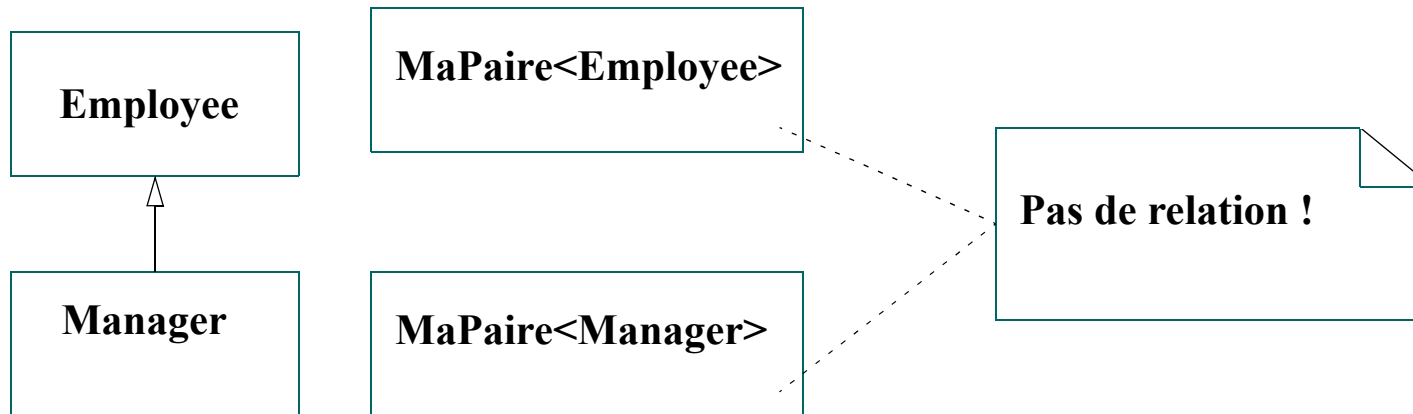 Employee
MaPaire<Employee>
Pas de relation !
Manager
MaPaire<Manager>